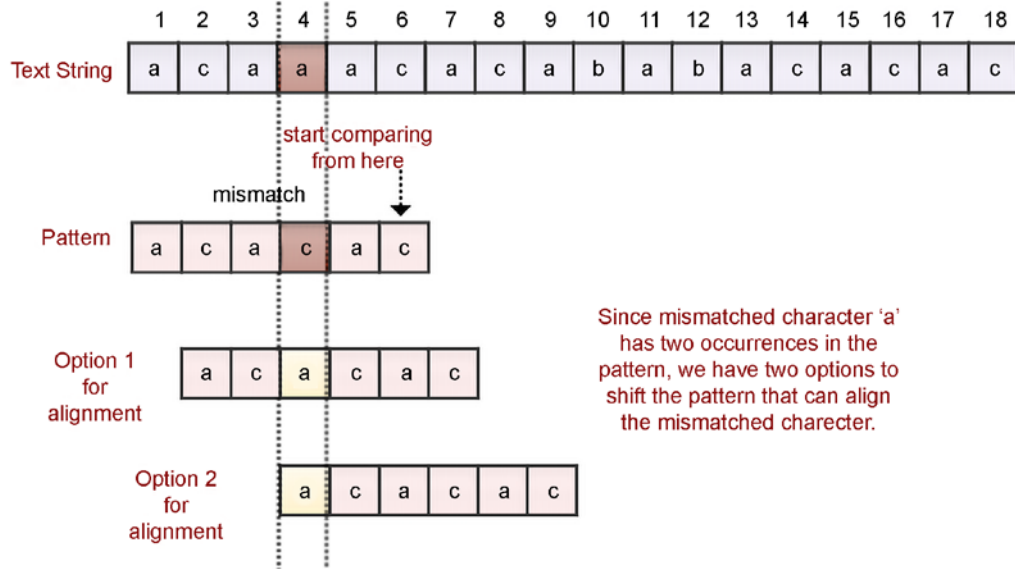 1 2 3 4 5 6 7 8 9 10 11 12 13 14 15 16 17 18
Text String a c a a a c a c a b a b a c a c a c
start comparing
from here
mismatch
Pattern a c a c a c
Since mismatched character ‘a’
has two occurrences in the
pattern, we have two options to
shift the pattern that can align
the mismatched charecter.
Option 1
for
alignment
a c a c a c
Option 2
for
alignment
a c a c a c